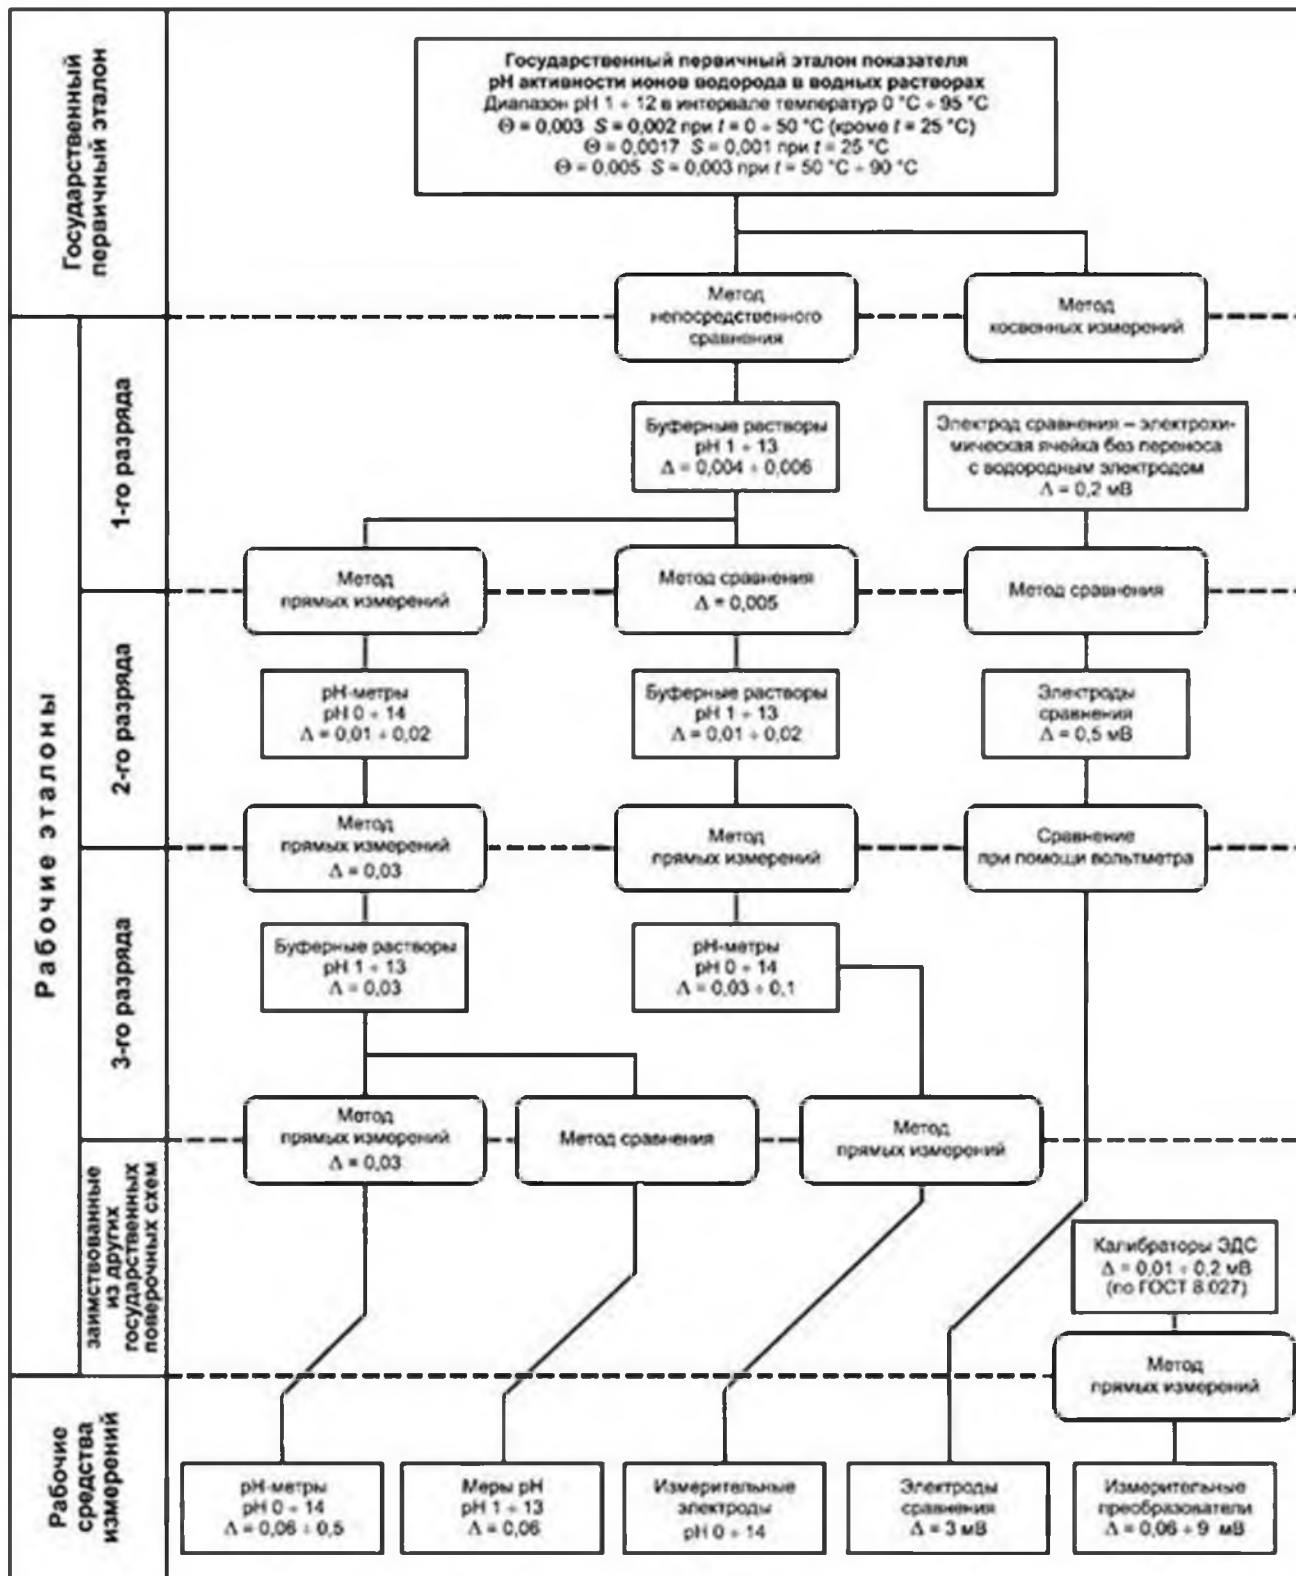 Государственный
первичный эталон
Государственный первичный эталон показателя
pH активности ионов водорода в водных растворах
Диапазон pH 1 ÷ 12 в интервале температур 0 °C ÷ 95 °C
Θ = 0,003 S = 0,002 при t = 0 ÷ 50 °C (кроме t = 25 °C)
Θ = 0,0017 S = 0,001 при t = 25 °C
Θ = 0,005 S = 0,003 при t = 50 °C ÷ 90 °C
Метод
непосредственного
сравнения
Метод
косвенных измерений
Рабочие эталоны
1-го разряда
Буферные растворы
pH 1 ÷ 13
Δ = 0,004 ÷ 0,006
Электрод сравнения – электрохи-
мическая ячейка без переноса
с водородным электродом
Δ = 0,2 мВ
Метод
прямых измерений
Метод сравнения
Δ = 0,005
Метод сравнения
2-го разряда
pH-метры
pH 0 ÷ 14
Δ = 0,01 ÷ 0,02
Буферные растворы
pH 1 ÷ 13
Δ = 0,01 ÷ 0,02
Электроды
сравнения
Δ = 0,5 мВ
Метод
прямых измерений
Δ = 0,03
Метод
прямых измерений
Сравнение
при помощи вольтметра
3-го разряда
Буферные растворы
pH 1 ÷ 13
Δ = 0,03
pH-метры
pH 0 ÷ 14
Δ = 0,03 ÷ 0,1
Метод
прямых измерений
Δ = 0,03
Метод сравнения
Метод
прямых измерений
заимствованные
из других
государственных
поверочных схем
Калибраторы ЭДС
Δ = 0,01 ÷ 0,2 мВ
(по ГОСТ 8.027)
Метод
прямых измерений
Рабочие
средства
измерений
pH-метры
pH 0 ÷ 14
Δ = 0,06 ÷ 0,5
Меры pH
pH 1 ÷ 13
Δ = 0,06
Измерительные
электроды
pH 0 ÷ 14
Электроды
сравнения
Δ = 3 мВ
Измерительные
преобразователи
Δ = 0,06 ÷ 9 мВ